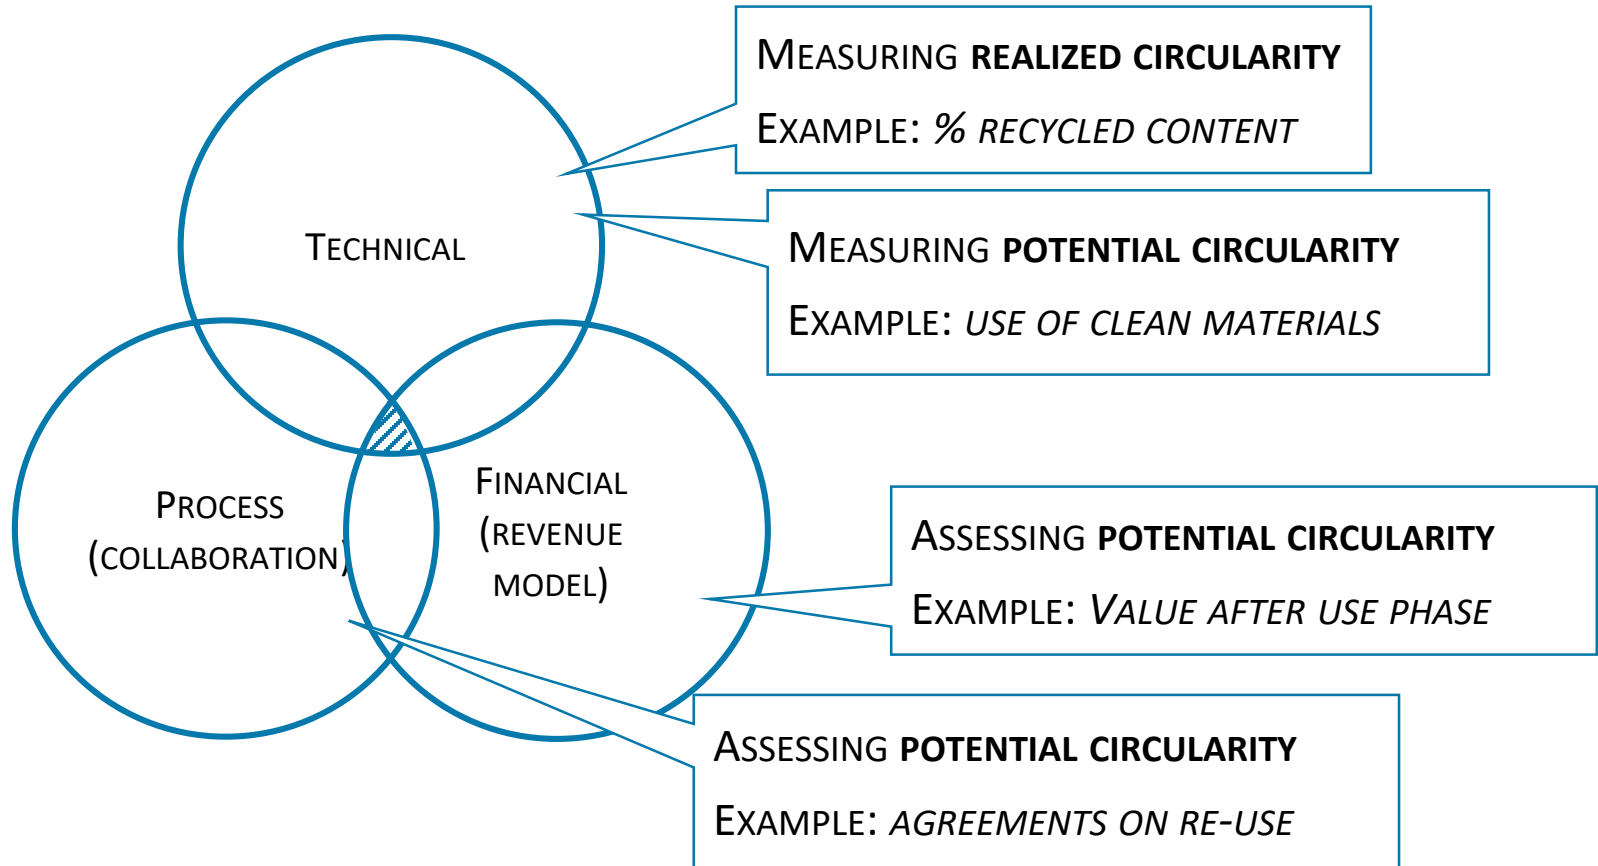 MEASURING REALIZED CIRCULARITY
EXAMPLE: % RECYCLED CONTENT
MEASURING POTENTIAL CIRCULARITY
EXAMPLE: USE OF CLEAN MATERIALS
TECHNICAL
PROCESS
(COLLABORATION)
FINANCIAL
(REVENUE
MODEL)
ASSESSING POTENTIAL CIRCULARITY
EXAMPLE: VALUE AFTER USE PHASE
ASSESSING POTENTIAL CIRCULARITY
EXAMPLE: AGREEMENTS ON RE-USE